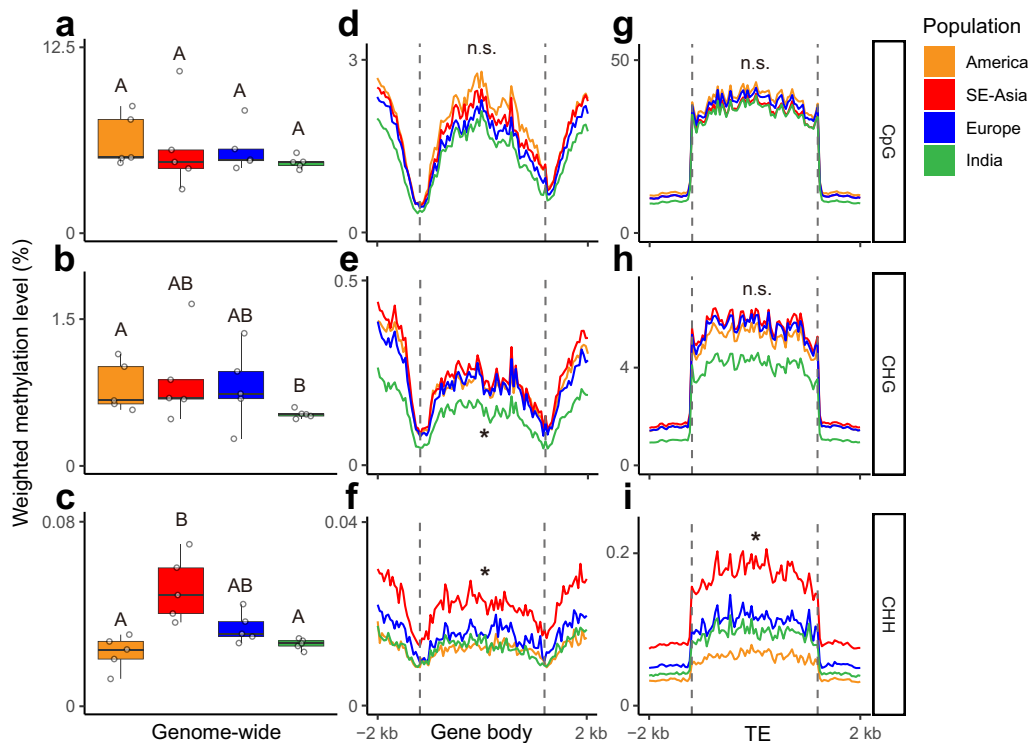 a
12.5
A
A
A
A
0
d
3
n.s.
0
g
50
n.s.
0
CpG
Population
America
SE-Asia
Europe
India
Weighted methylation level (%)
b
1.5
A
AB
AB
B
0
e
0.5
*
0
h
n.s.
4
0
CHG
c
0.08
A
B
AB
A
0
f
0.04
*
0
i
0.2
*
0.1
0
CHH
Genome-wide
−2 kb
Gene body
2 kb
−2 kb
TE
2 kb